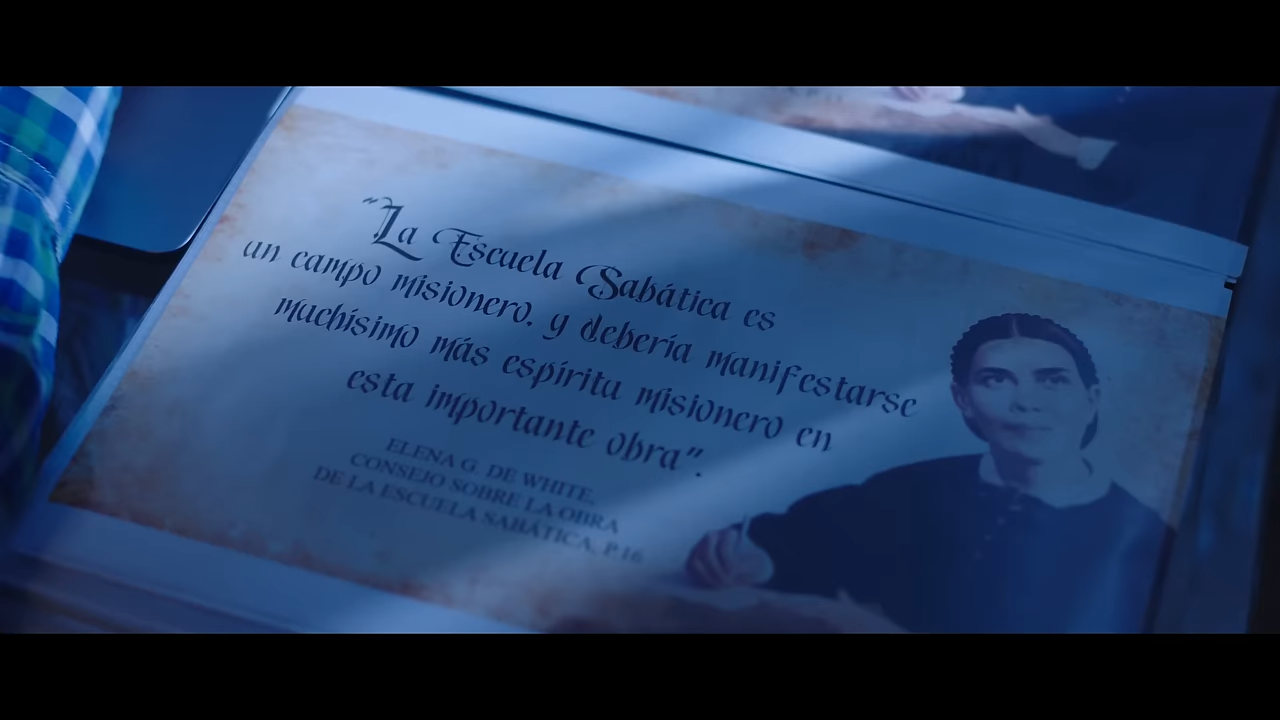 "La Escuela Sabática es
un campo misionero, y debería manifestarse
muchísimo más espíritu misionero en
esta importante obra".
ELENA G. DE WHITE,
CONSEJO SOBRE LA OBRA
DE LA ESCUELA SABÁTICA, P.16